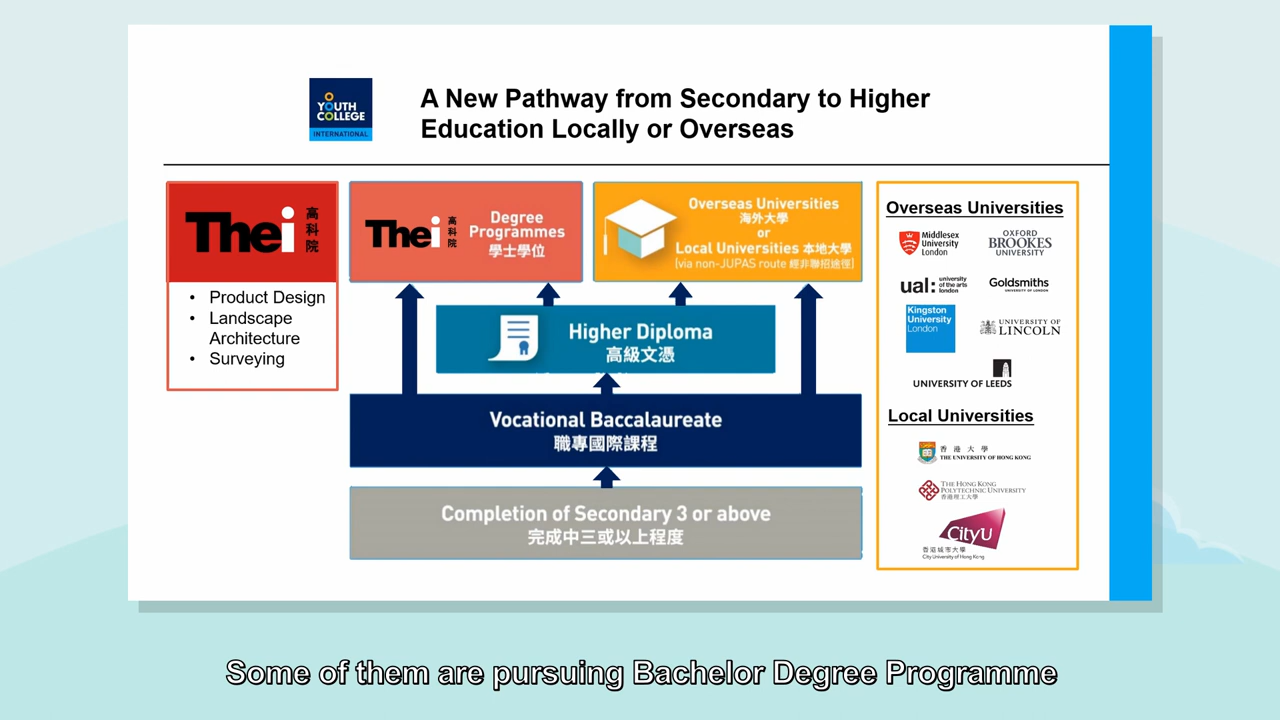 YOUTH
COLLEGE
INTERNATIONAL
A New Pathway from Secondary to Higher
Education Locally or Overseas
Thei 高科院
• Product Design
• Landscape
Architecture
• Surveying
Thei 高科院
Degree
Programmes
學士學位
Overseas Universities
海外大學
or
Local Universities 本地大學
(via non-JUPAS route 經非聯招途徑)
Higher Diploma
高級文憑
Vocational Baccalaureate
職專國際課程
Completion of Secondary 3 or above
完成中三或以上程度
Overseas Universities
Middlesex
University
London
OXFORD
BROOKES
UNIVERSITY
ual: university
of the arts
london
Goldsmiths
UNIVERSITY OF LONDON
Kingston
University
London
UNIVERSITY OF
LINCOLN
UNIVERSITY OF LEEDS
Local Universities
香港大學
THE UNIVERSITY OF HONG KONG
THE HONG KONG
POLYTECHNIC UNIVERSITY
香港理工大學
CityU
香港城市大學
City University of Hong Kong
Some of them are pursuing Bachelor Degree Programme